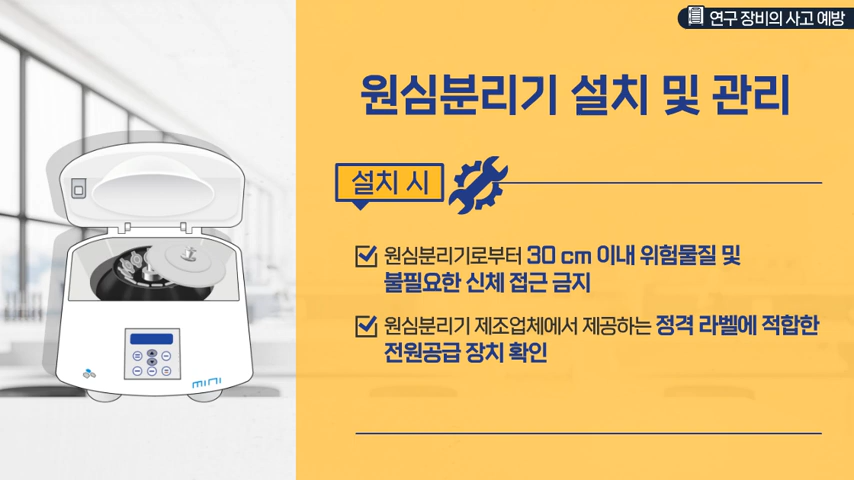 연구 장비의 사고 예방
원심분리기 설치 및 관리
설치 시
원심분리기로부터 30 cm 이내 위험물질 및
불필요한 신체 접근 금지
원심분리기 제조업체에서 제공하는 정격 라벨에 적합한
전원공급 장치 확인
mini